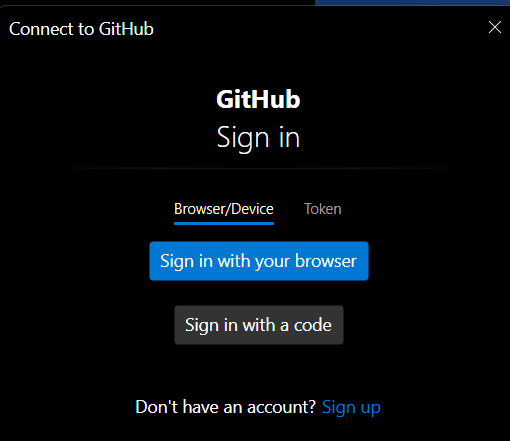 Connect to GitHub
GitHub
Sign in
Browser/Device Token
Sign in with your browser
Sign in with a code
Don't have an account? Sign up